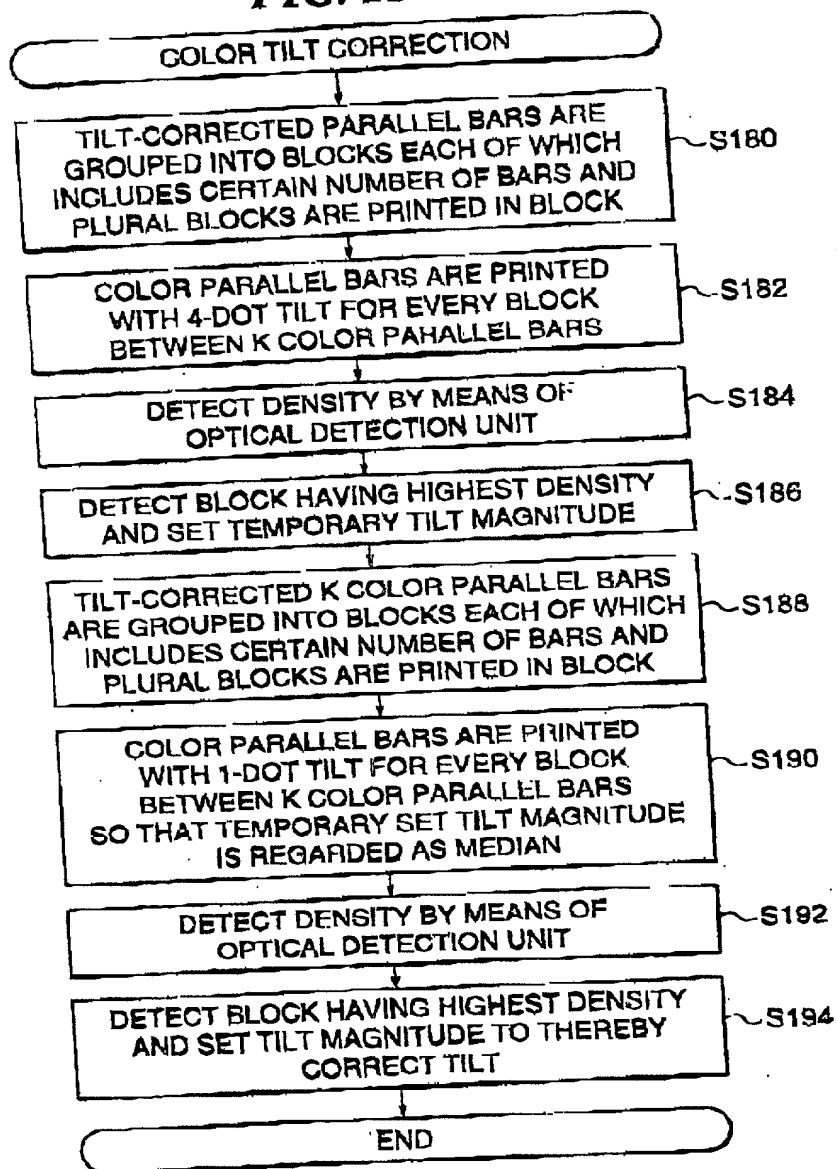 COLOR TILT CORRECTION
TILT-CORRECTED PARALLEL BARS ARE
GROUPED INTO BLOCKS EACH OF WHICH
INCLUDES CERTAIN NUMBER OF BARS AND
PLURAL BLOCKS ARE PRINTED IN BLOCK
S180
COLOR PARALLEL BARS ARE PRINTED
WITH 4-DOT TILT FOR EVERY BLOCK
BETWEEN K COLOR PARALLEL BARS
S182
DETECT DENSITY BY MEANS OF
OPTICAL DETECTION UNIT
S184
DETECT BLOCK HAVING HIGHEST DENSITY
AND SET TEMPORARY TILT MAGNITUDE
S186
TILT-CORRECTED K COLOR PARALLEL BARS
ARE GROUPED INTO BLOCKS EACH OF WHICH
INCLUDES CERTAIN NUMBER OF BARS AND
PLURAL BLOCKS ARE PRINTED IN BLOCK
S188
COLOR PARALLEL BARS ARE PRINTED
WITH 1-DOT TILT FOR EVERY BLOCK
BETWEEN K COLOR PARALLEL BARS
SO THAT TEMPORARY SET TILT MAGNITUDE
IS REGARDED AS MEDIAN
S190
DETECT DENSITY BY MEANS OF
OPTICAL DETECTION UNIT
S192
DETECT BLOCK HAVING HIGHEST DENSITY
AND SET TILT MAGNITUDE TO THEREBY
CORRECT TILT
S194
END